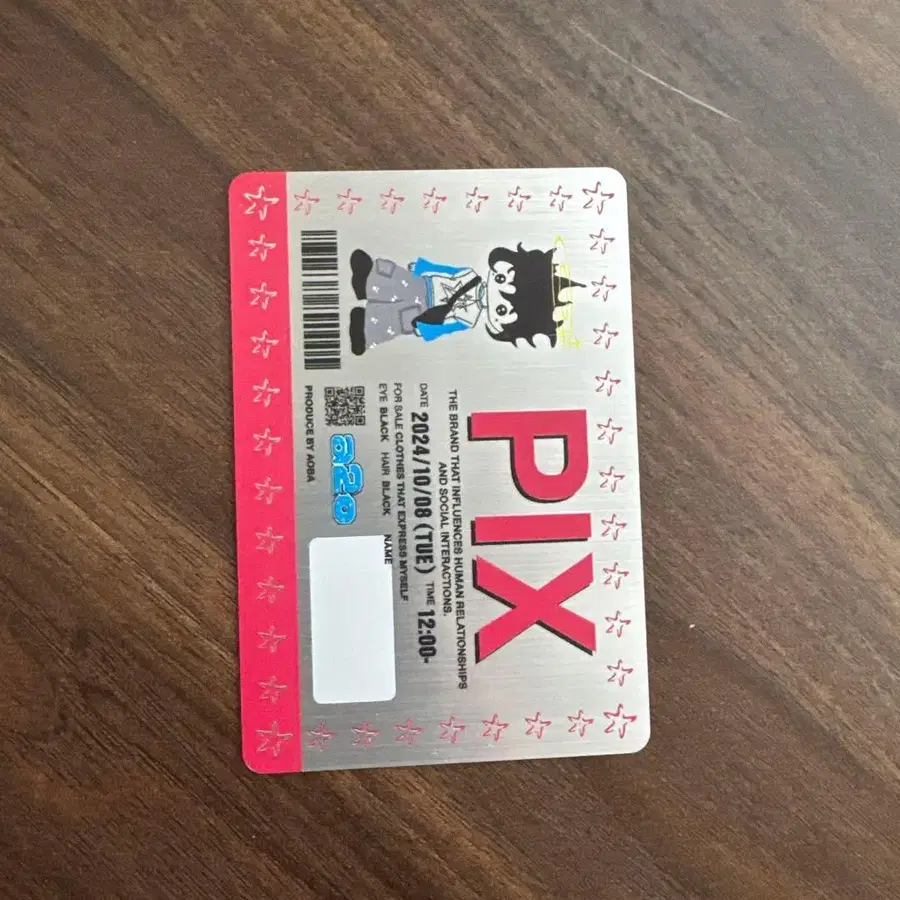 PIX
THE BRAND THAT INFLUENCES HUMAN RELATIONSHIPS
AND SOCIAL INTERACTIONS.
DATE 2024/10/08 (TUE) TIME 12:00-
FOR SALE CLOTHES THAT EXPRESS MYSELF
EYE BLACK HAIR BLACK
NAME
a2o
PRODUCE BY AOBA